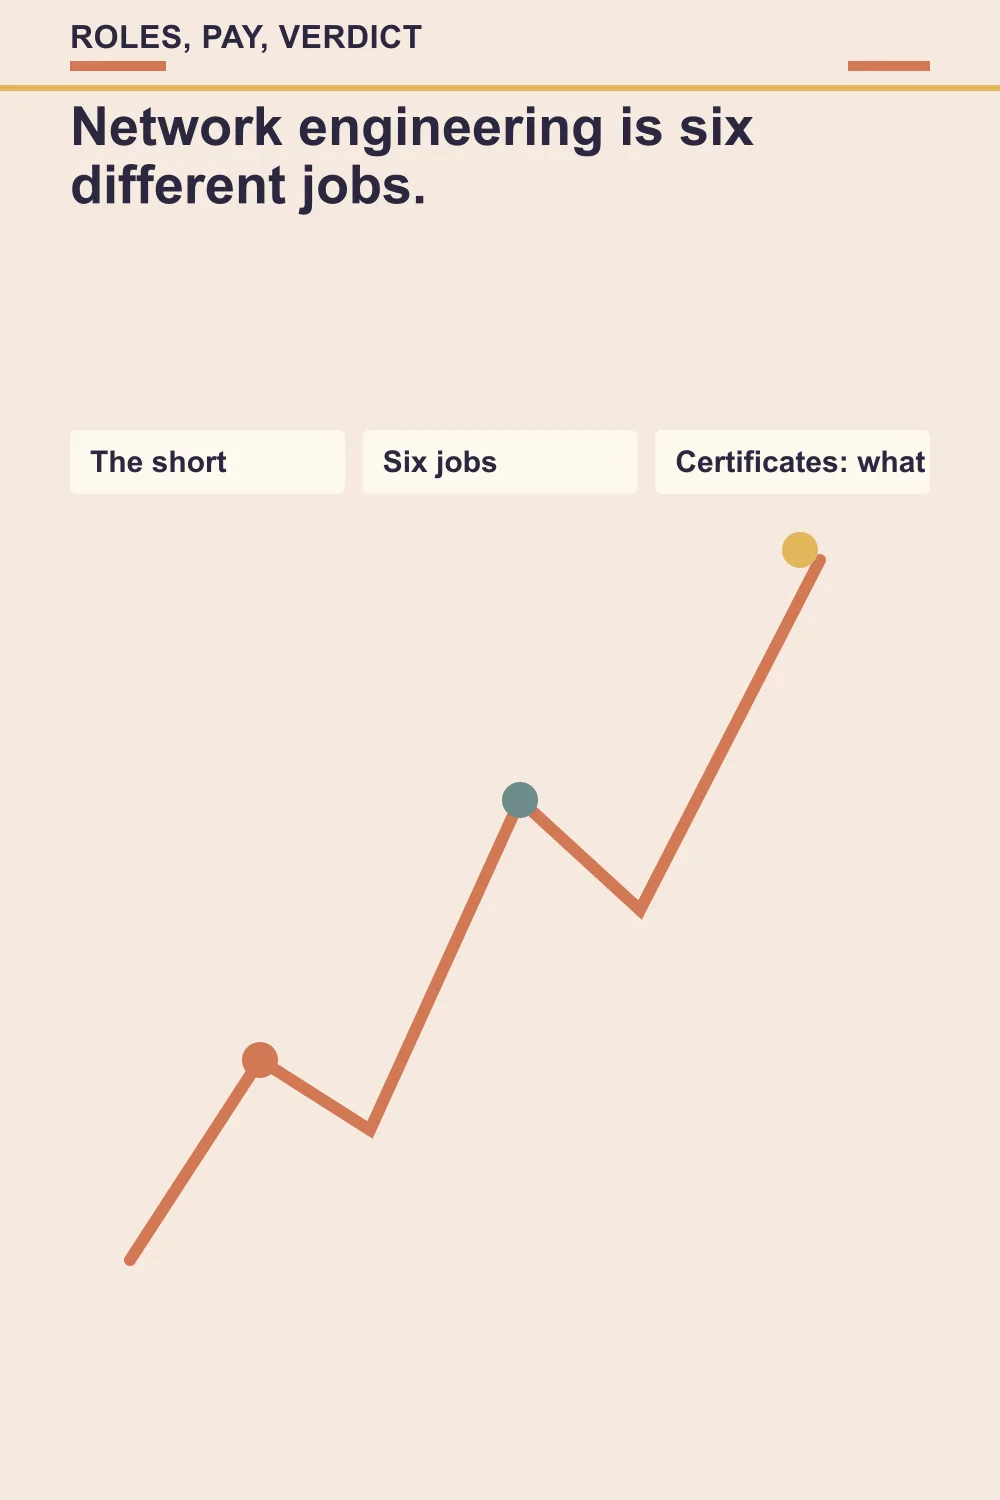 ROLES, PAY, VERDICT
Network engineering is six
different jobs.
The short
Six jobs
Certificates: what